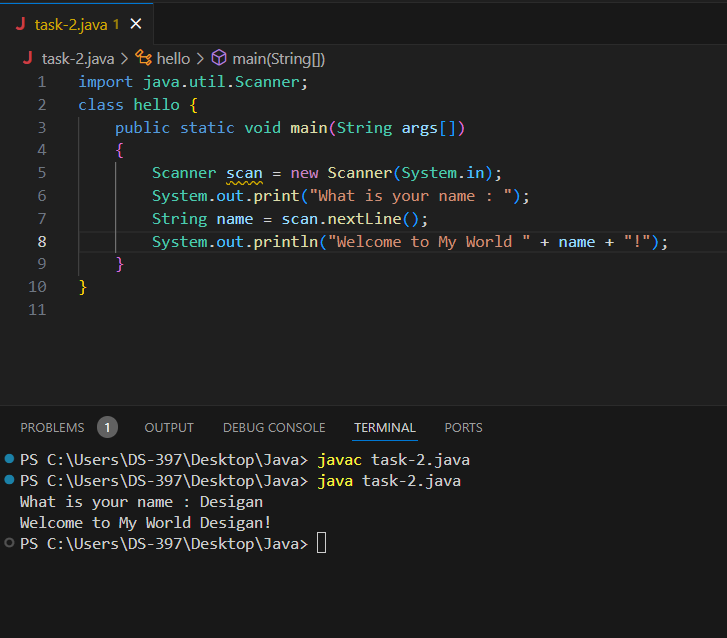 J task-2.java 1 ×
J task-2.java > hello > main(String[])
1 import java.util.Scanner;
2 class hello {
3     public static void main(String args[])
4     {
5         Scanner scan = new Scanner(System.in);
6         System.out.print("What is your name : ");
7         String name = scan.nextLine();
8         System.out.println("Welcome to My World " + name + "!");
9     }
10 }
11
PROBLEMS 1 OUTPUT DEBUG CONSOLE TERMINAL PORTS
PS C:\Users\DS-397\Desktop\Java> javac task-2.java
PS C:\Users\DS-397\Desktop\Java> java task-2.java
What is your name : Desigan
Welcome to My World Desigan!
PS C:\Users\DS-397\Desktop\Java>